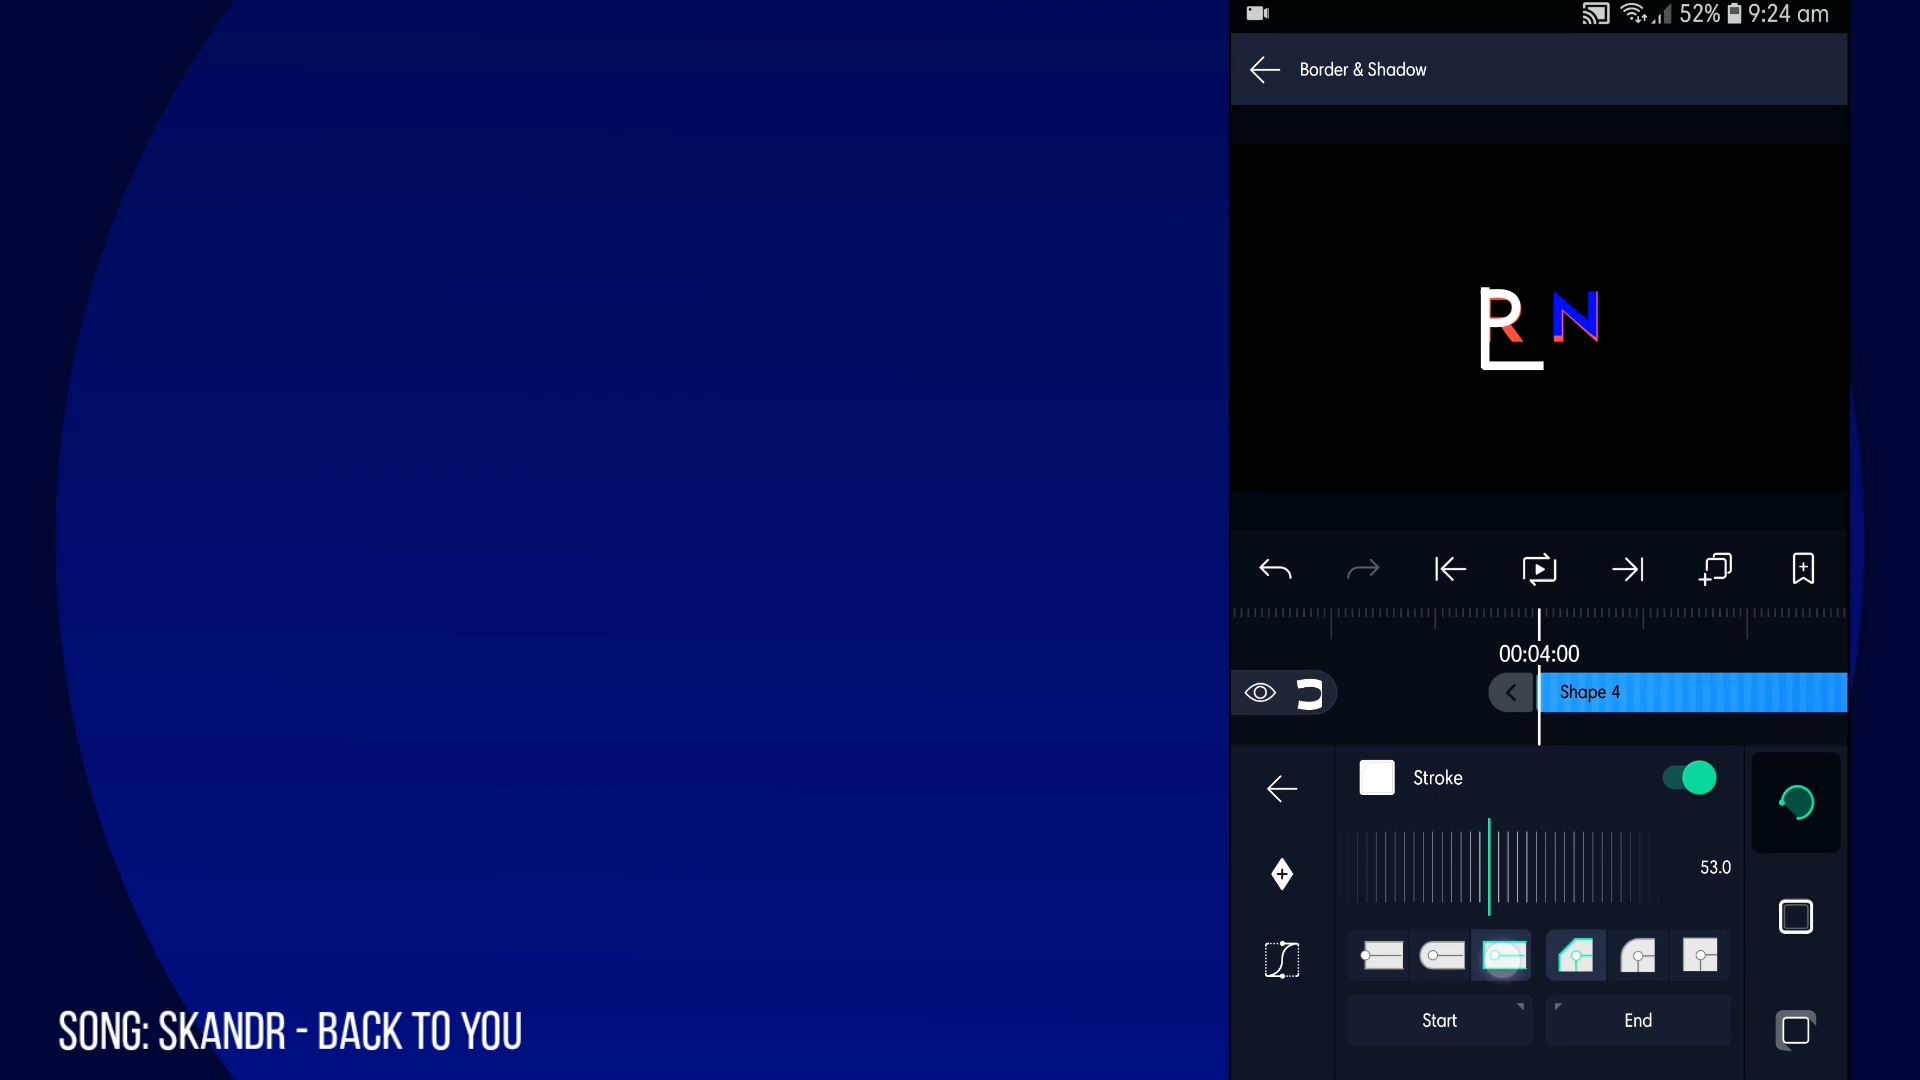 52% 9:24 am
Border & Shadow
R N
00:04:00
Shape 4
Stroke
53.0
Start
End
SONG: SKANDR - BACK TO YOU